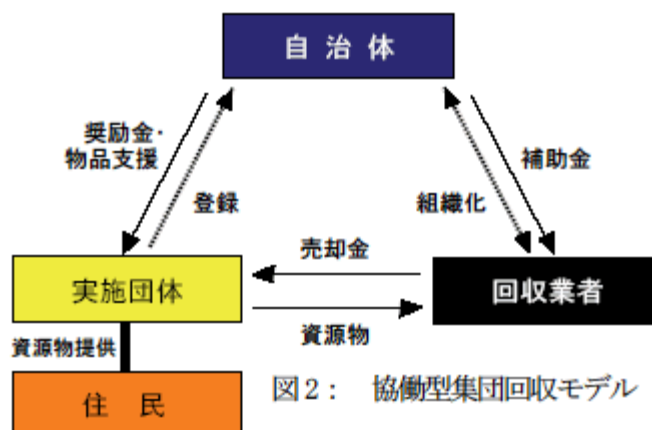 自 治 体
奨励金・
物品支援
補助金
登録
組織化
売却金
実施団体
回収業者
資源物
資源物提供
住 民
図2: 協働型集団回収モデル